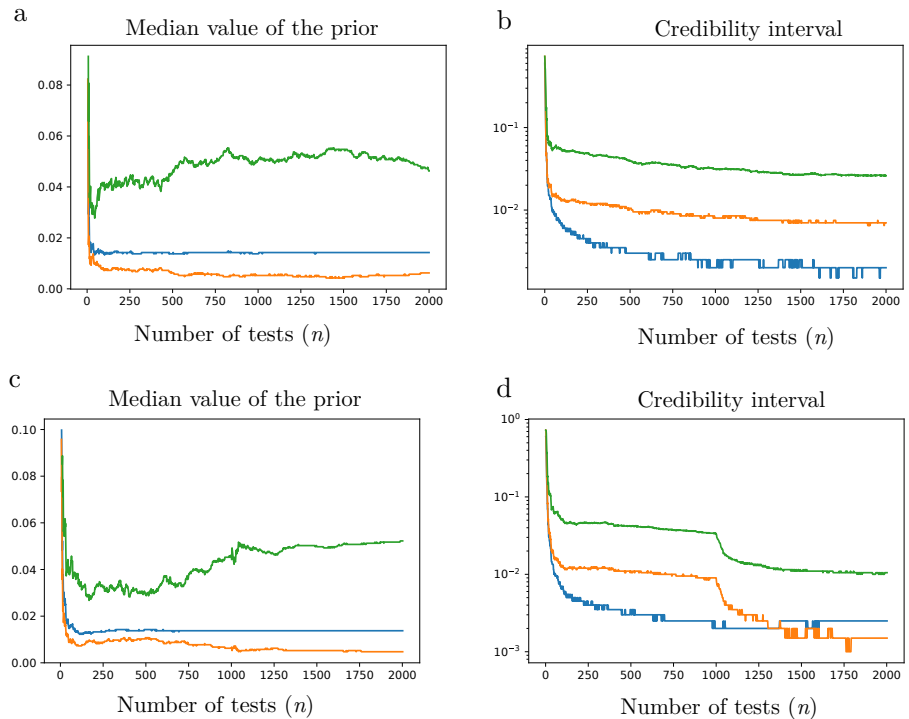 a
Median value of the prior
0.08
0.06
0.04
0.02
0.00
0 250 500 750 1000 1250 1500 1750 2000
Number of tests (n)
b
Credibility interval
10⁻¹
10⁻²
0 250 500 750 1000 1250 1500 1750 2000
Number of tests (n)
c
Median value of the prior
0.10
0.08
0.06
0.04
0.02
0.00
0 250 500 750 1000 1250 1500 1750 2000
Number of tests (n)
d
Credibility interval
10⁰
10⁻¹
10⁻²
10⁻³
0 250 500 750 1000 1250 1500 1750 2000
Number of tests (n)